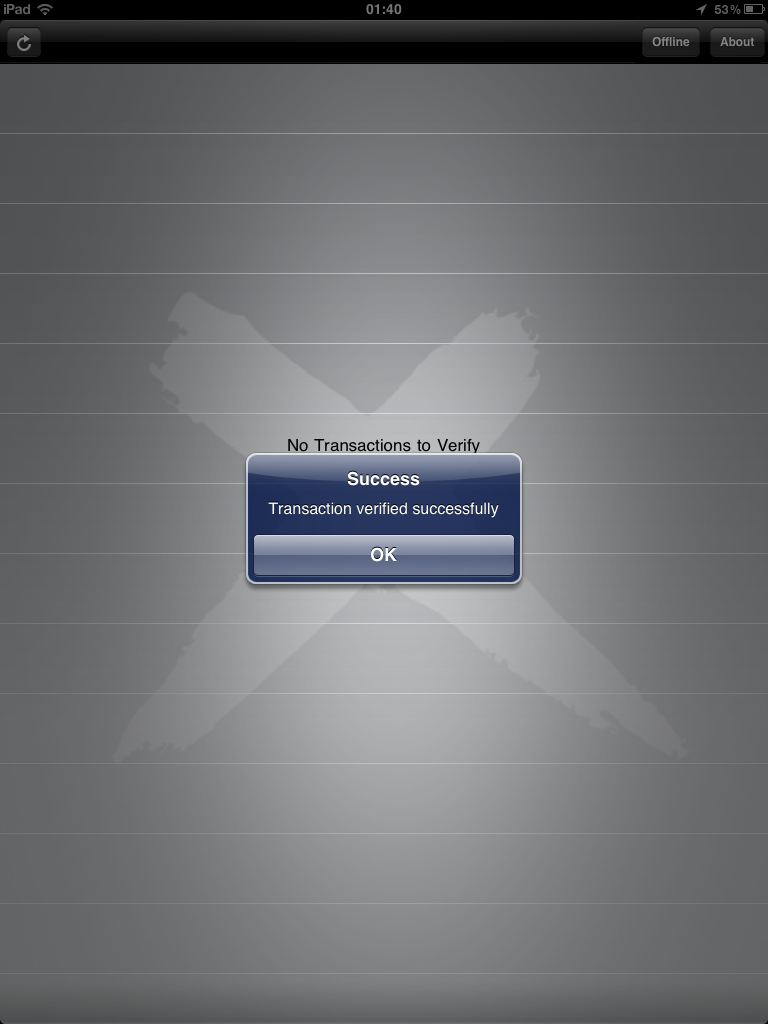 iPad 01:40 53%
Offline About
No Transactions to Verify
Success
Transaction verified successfully
OK